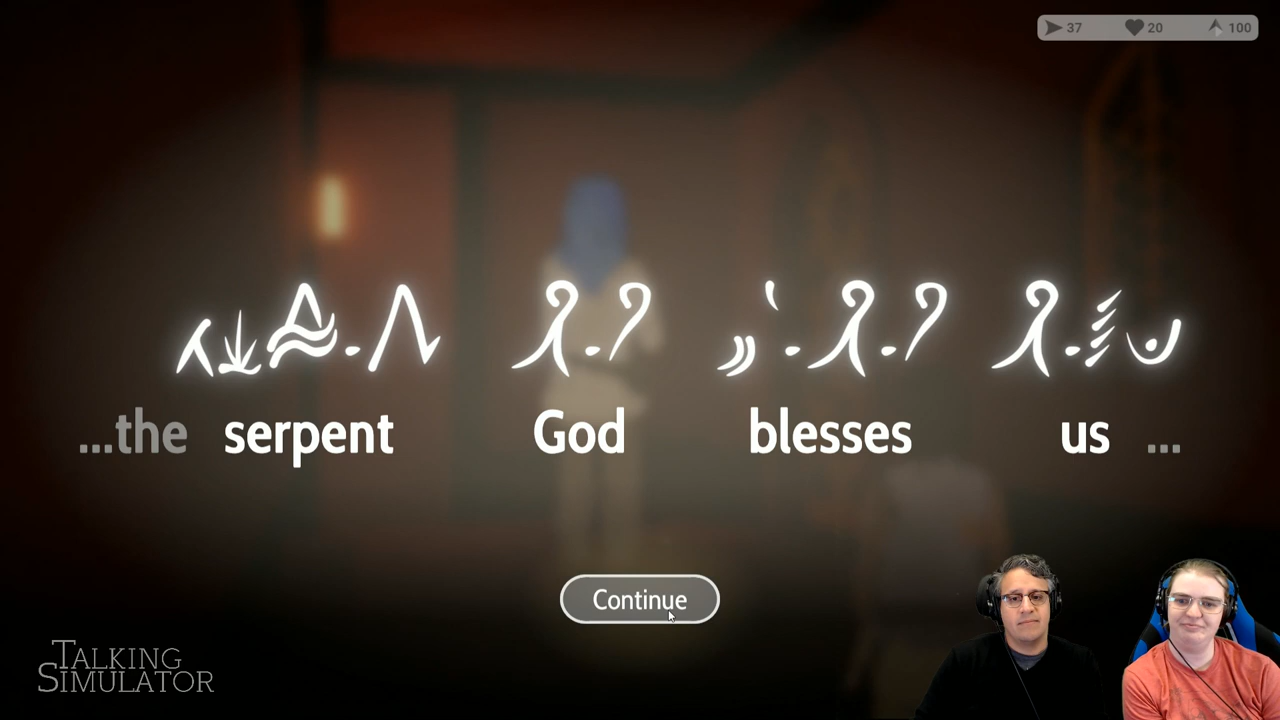 37 20 100
...the serpent God blesses us ...
Continue
TALKING
SIMULATOR